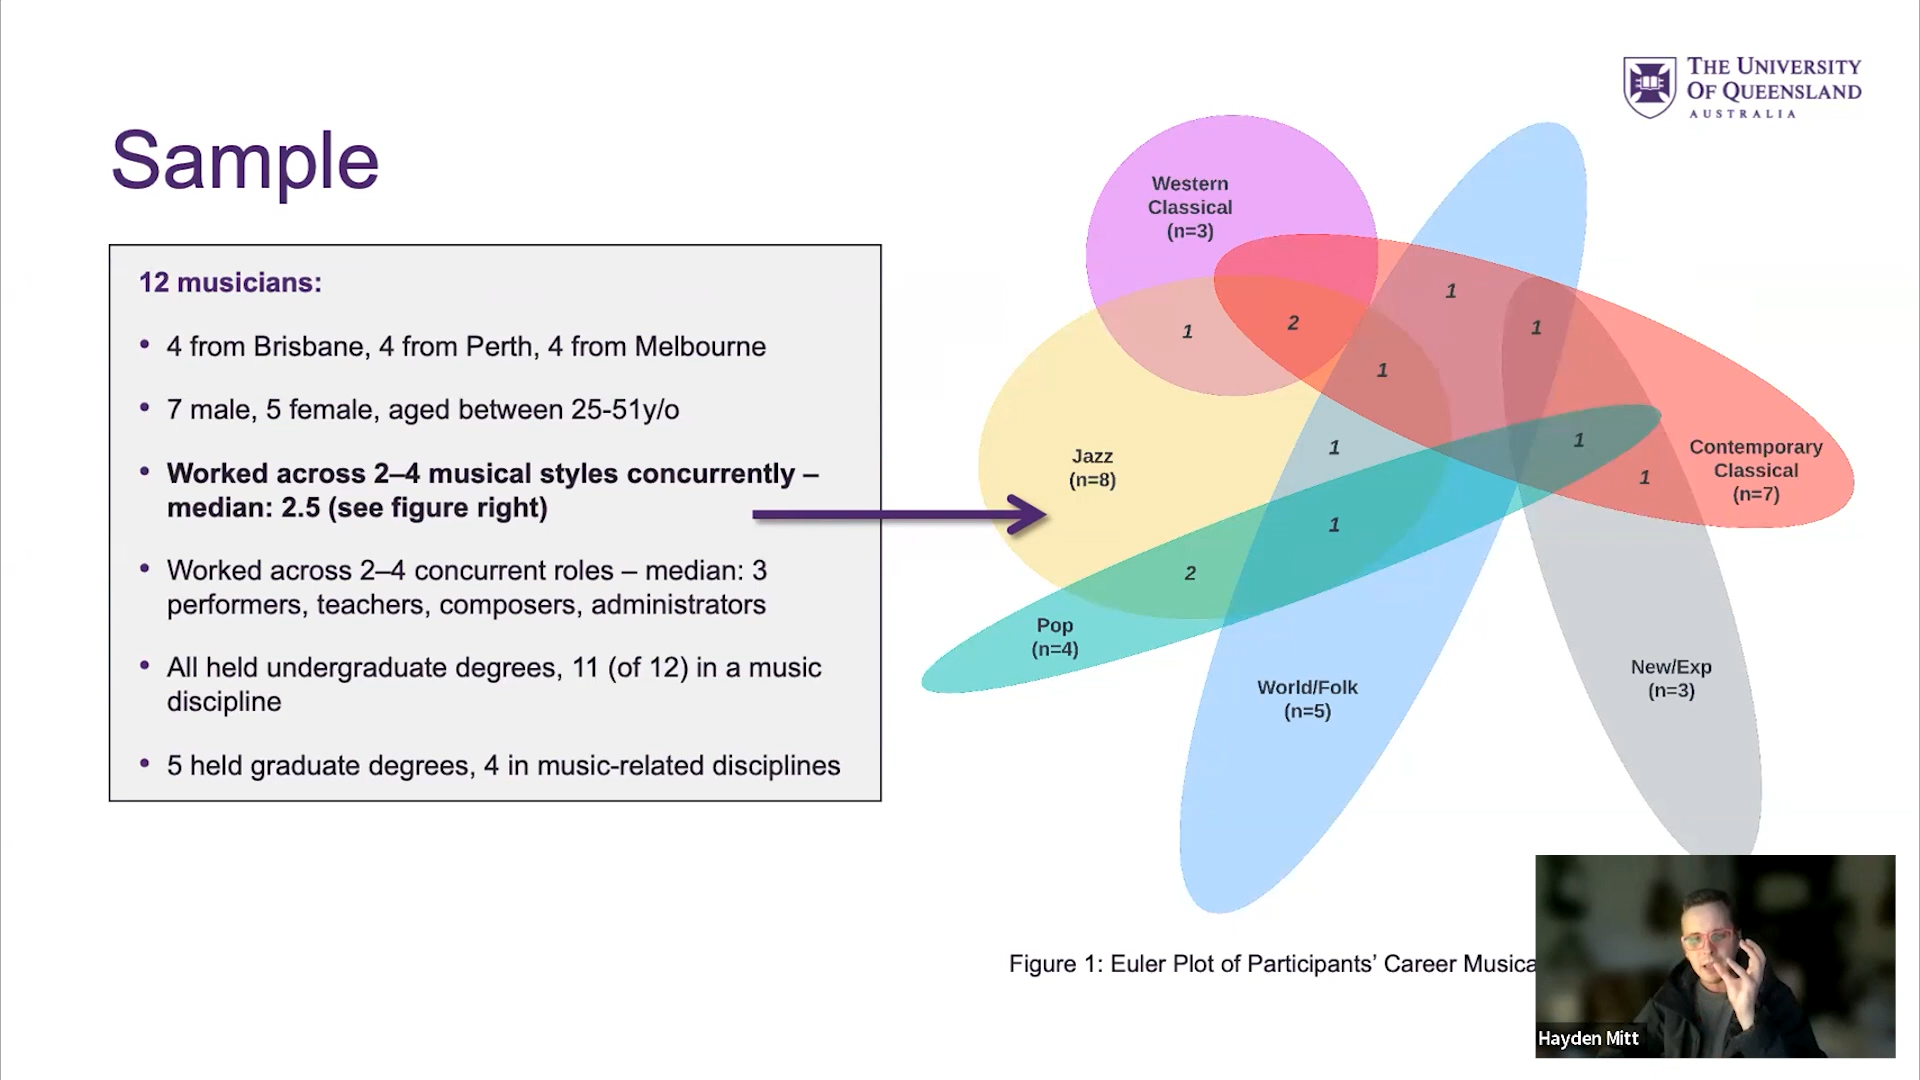 THE UNIVERSITY
OF QUEENSLAND
AUSTRALIA
Sample
12 musicians:
• 4 from Brisbane, 4 from Perth, 4 from Melbourne
• 7 male, 5 female, aged between 25-51y/o
• Worked across 2–4 musical styles concurrently –
median: 2.5 (see figure right)
• Worked across 2–4 concurrent roles – median: 3
performers, teachers, composers, administrators
• All held undergraduate degrees, 11 (of 12) in a music
discipline
• 5 held graduate degrees, 4 in music-related disciplines
Western
Classical
(n=3)
1
1
2
1
1
1
Jazz
(n=8)
1
1
Contemporary
Classical
(n=7)
1
1
2
Pop
(n=4)
World/Folk
(n=5)
New/Exp
(n=3)
Figure 1: Euler Plot of Participants’ Career Musica
Hayden Mitt